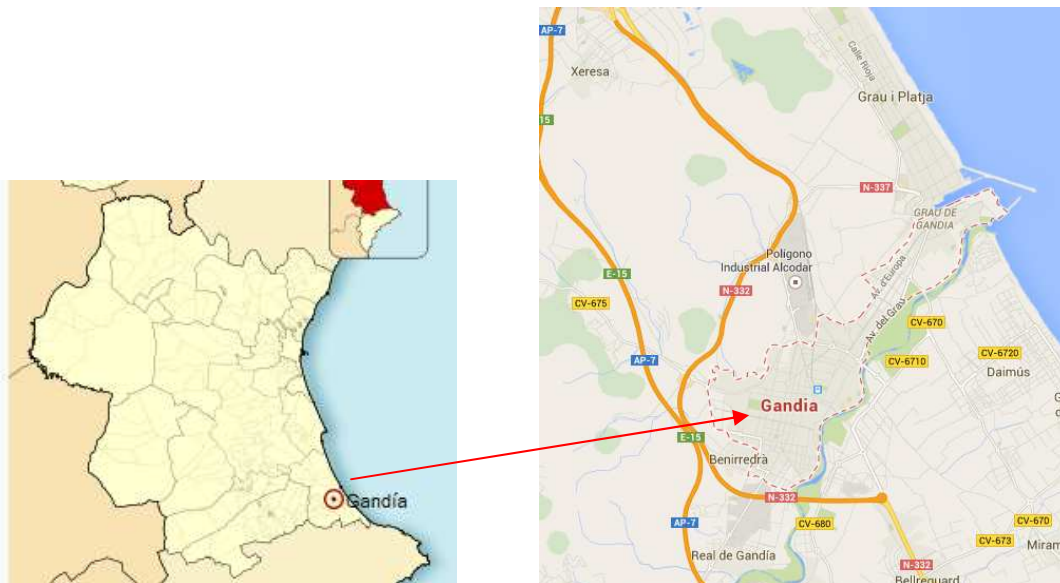 Gandía
AP-7
Xeresa
Calle Rioja
Grau i Platja
15
N-337
GRAU DE
GANDIA
Polígono
Industrial Alcodar
E-15
Av. d'Europa
N-332
CV-675
Av. del Grau
CV-670
CV-6710
CV-6720
AP-7
Daimús
Gandia
E-15
Benirredrà
N-332
AP-7
CV-680
CV-670
CV-673
Real de Gandía
Miram
N-332
Bellreguard